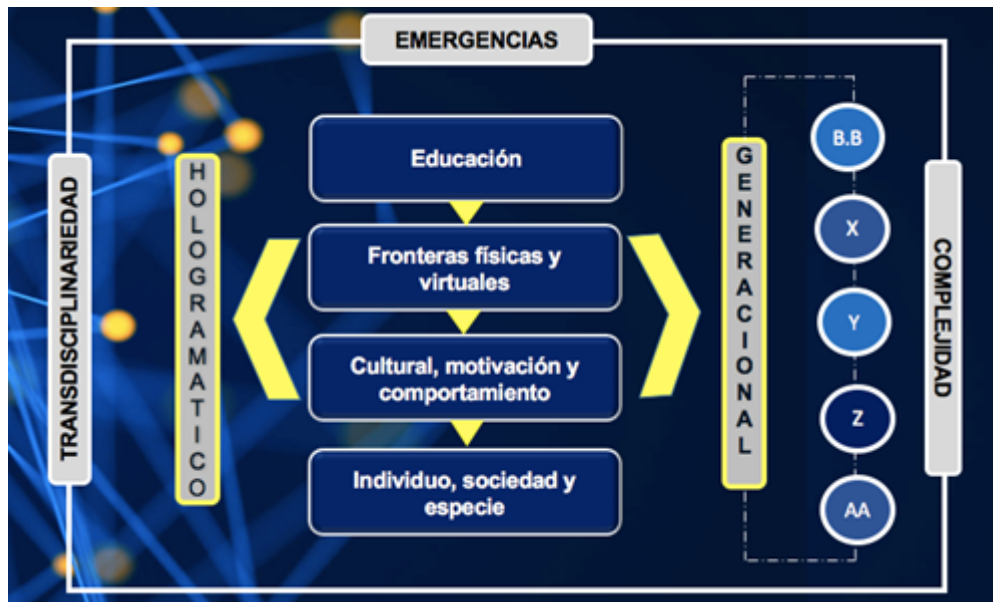 EMERGENCIAS
TRANSDISCIPLINARIEDAD
HOLOGRAMATICO
Educación
Fronteras físicas y
virtuales
Cultural, motivación y
comportamiento
Individuo, sociedad y
especie
GENERACIONAL
B.B
X
Y
Z
AA
COMPLEJIDAD